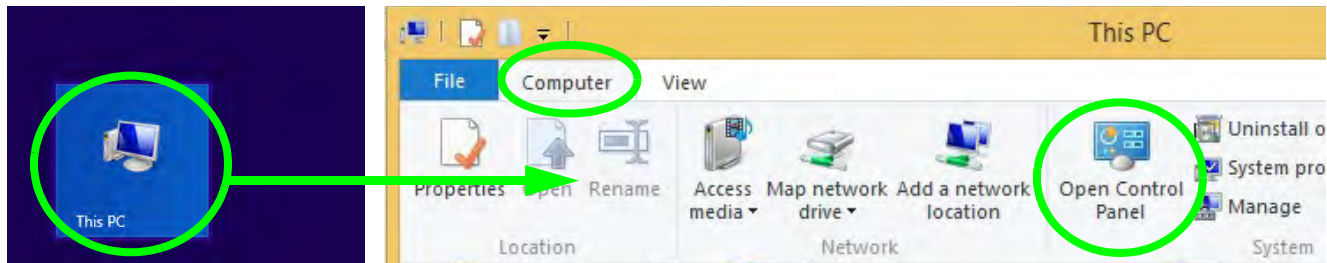 This PC
This PC
File Computer View
Properties Open Rename
Access media
Map network drive
Add a network location
Open Control Panel
Uninstall o
System pro
Manage
Location
Network
System